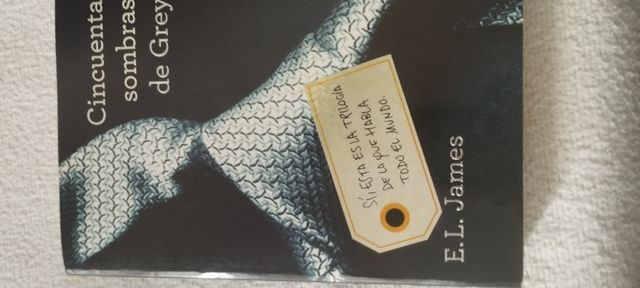 Cincuenta
sombras
de Grey
SÍ, ESTA ES LA TRILOGÍA
DE LA QUE HABLA
TODO EL MUNDO.
E. L. James